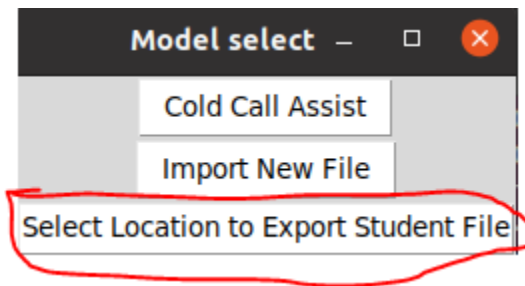 Model select
Cold Call Assist
Import New File
Select Location to Export Student File